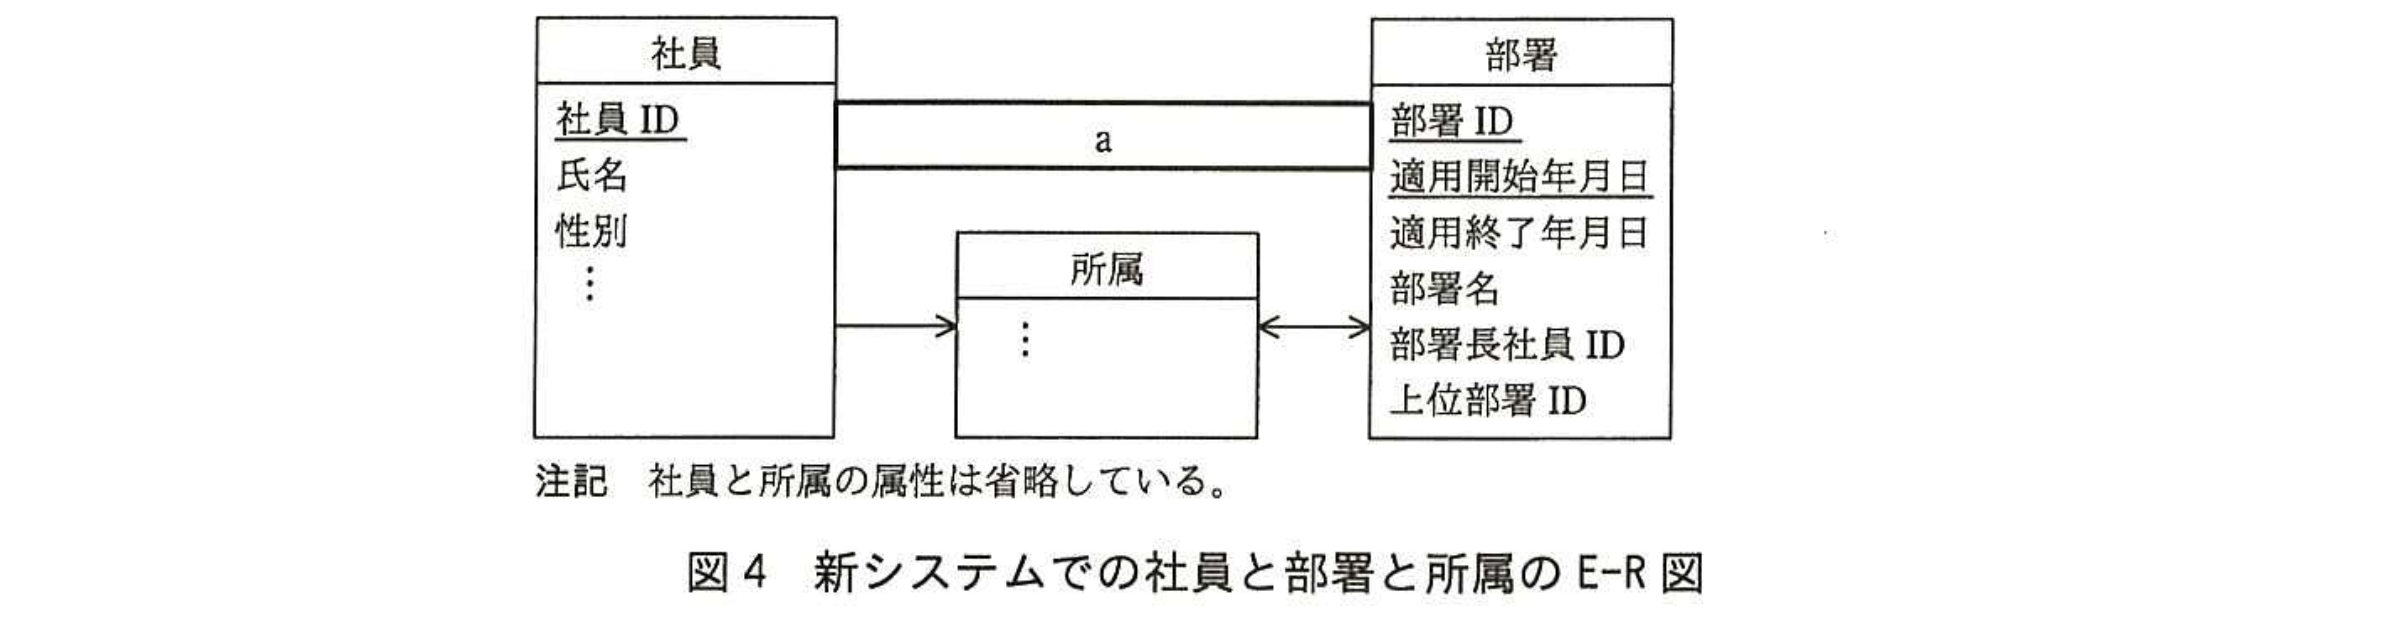 社員
社員 ID
氏名
性別
⋮
a
所属
⋮
部署
部署 ID
適用開始年月日
適用終了年月日
部署名
部署長社員 ID
上位部署 ID
注記　社員と所属の属性は省略している。
図 4　新システムでの社員と部署と所属の E-R 図